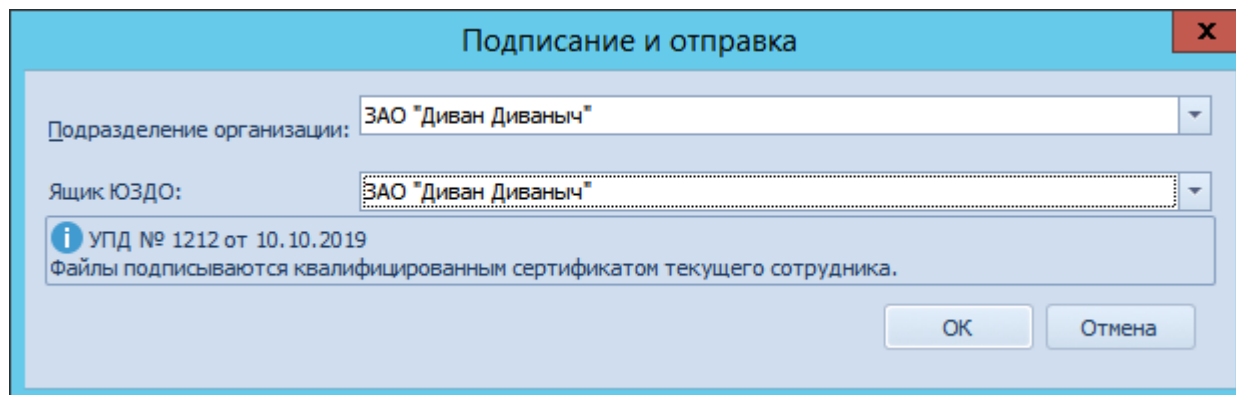 Подписание и отправка
x
Подразделение организации: ЗАО "Диван Диваныч"
Ящик ЮЗДО: ЗАО "Диван Диваныч"
i УПД № 1212 от 10.10.2019
Файлы подписываются квалифицированным сертификатом текущего сотрудника.
ОК Отмена